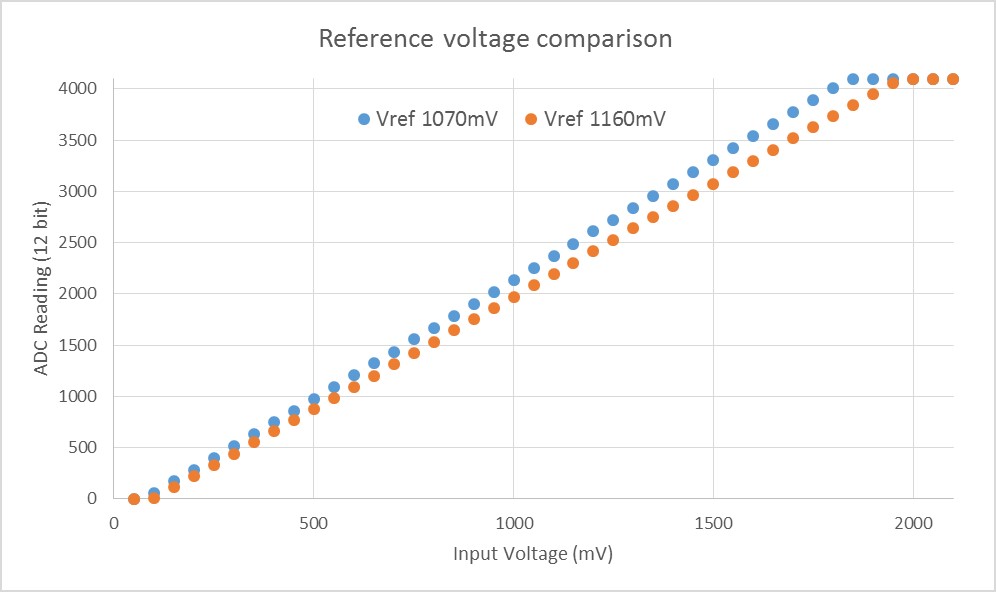 Reference voltage comparison
Vref 1070mV Vref 1160mV
ADC Reading (12 bit)
4000
3500
3000
2500
2000
1500
1000
500
0
0 500 1000 1500 2000
Input Voltage (mV)